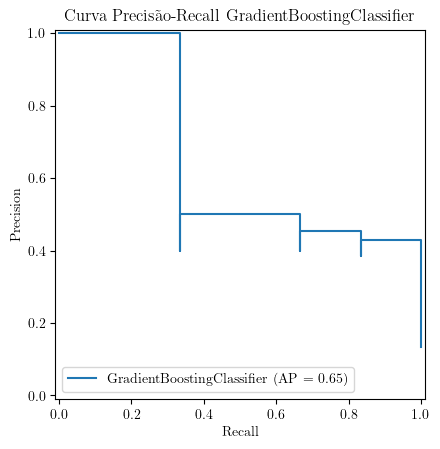 Curva Precisão-Recall GradientBoostingClassifier
1.0
0.8
0.6
0.4
0.2
0.0
Precision
GradientBoostingClassifier (AP = 0.65)
0.0 0.2 0.4 0.6 0.8 1.0
Recall